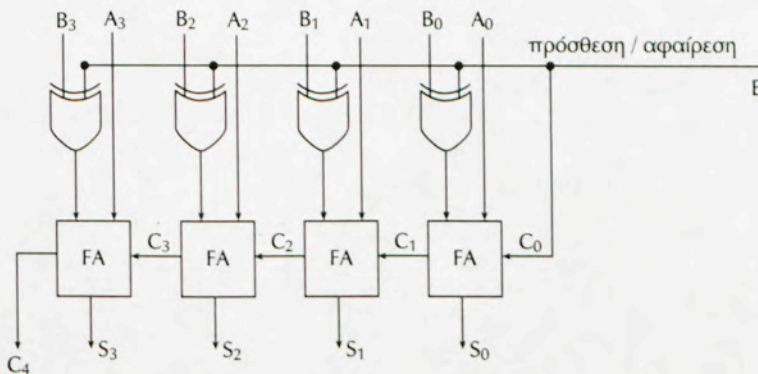 B₃ A₃ B₂ A₂ B₁ A₁ B₀ A₀
πρόσθεση / αφαίρεση
FA C₃ FA C₂ FA C₁ FA C₀
C₄ S₃ S₂ S₁ S₀